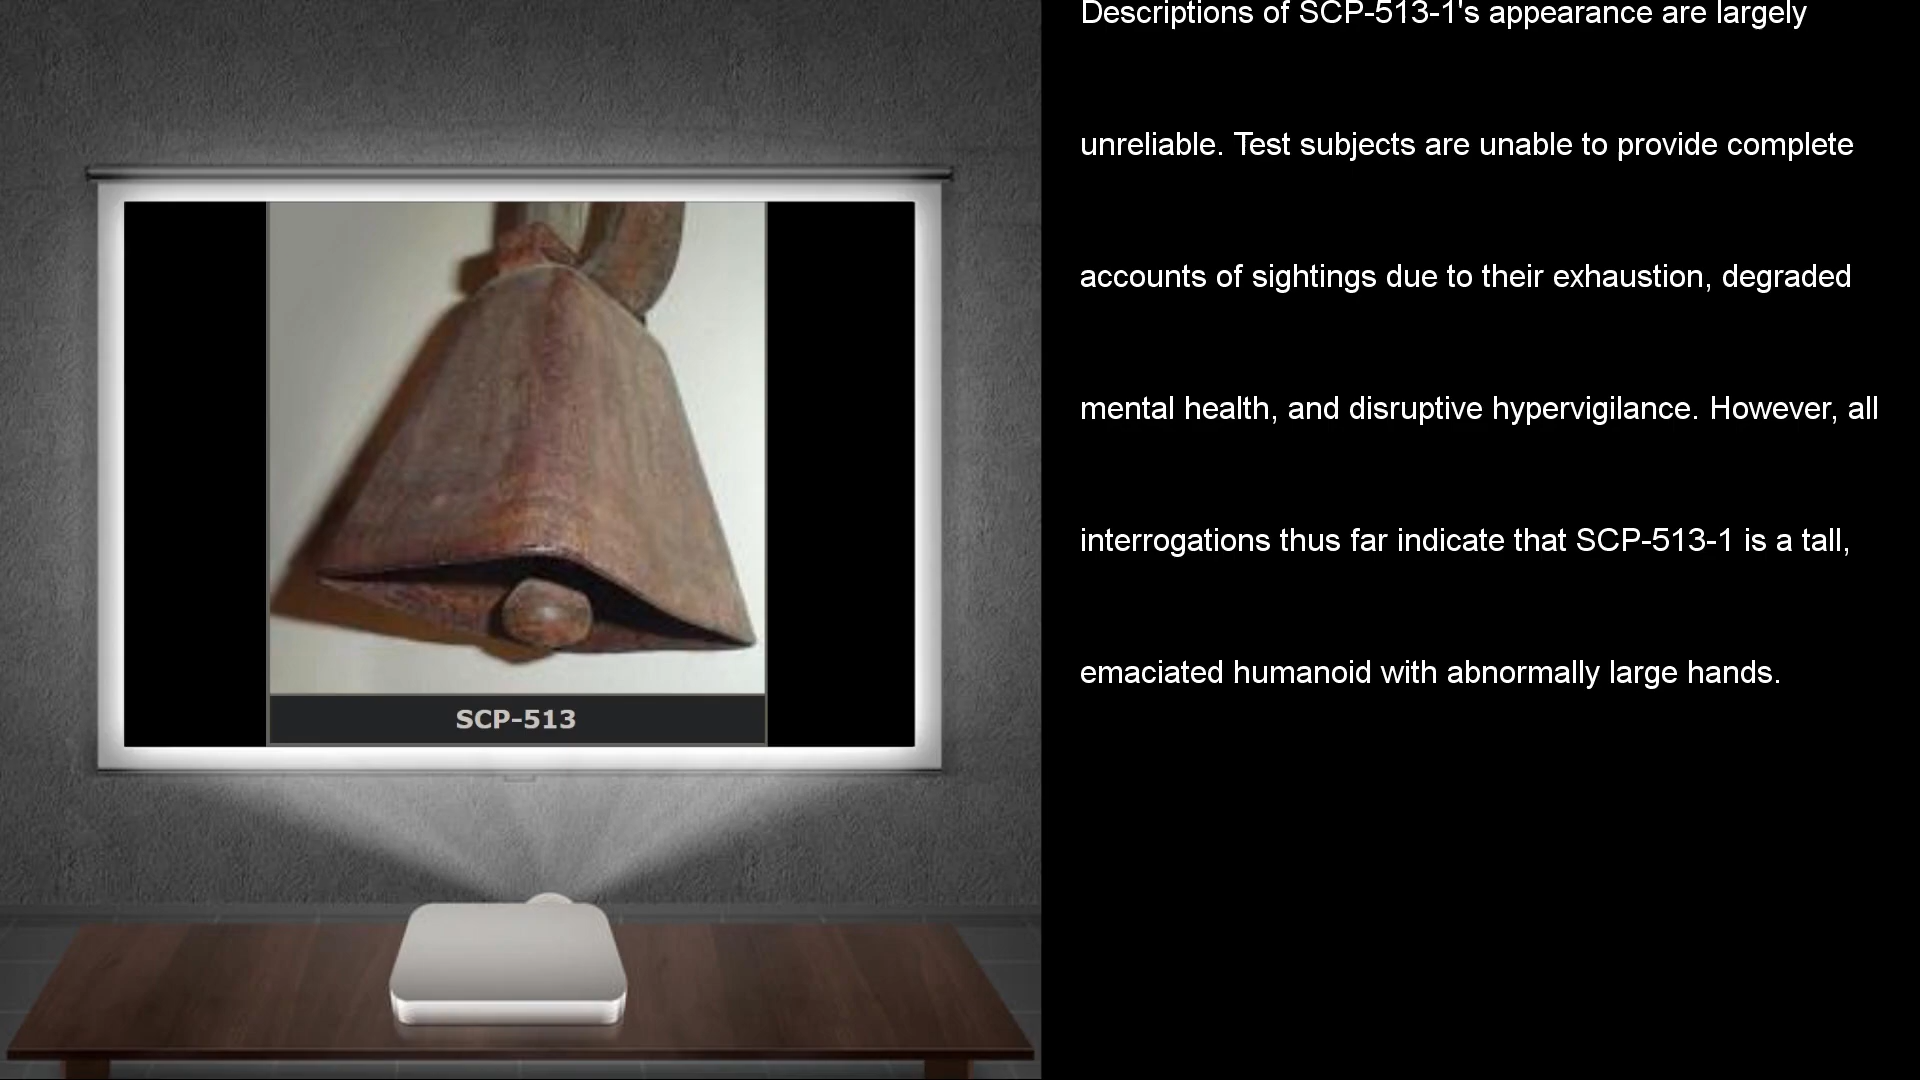 SCP-513
Descriptions of SCP-513-1's appearance are largely
unreliable. Test subjects are unable to provide complete
accounts of sightings due to their exhaustion, degraded
mental health, and disruptive hypervigilance. However, all
interrogations thus far indicate that SCP-513-1 is a tall,
emaciated humanoid with abnormally large hands.